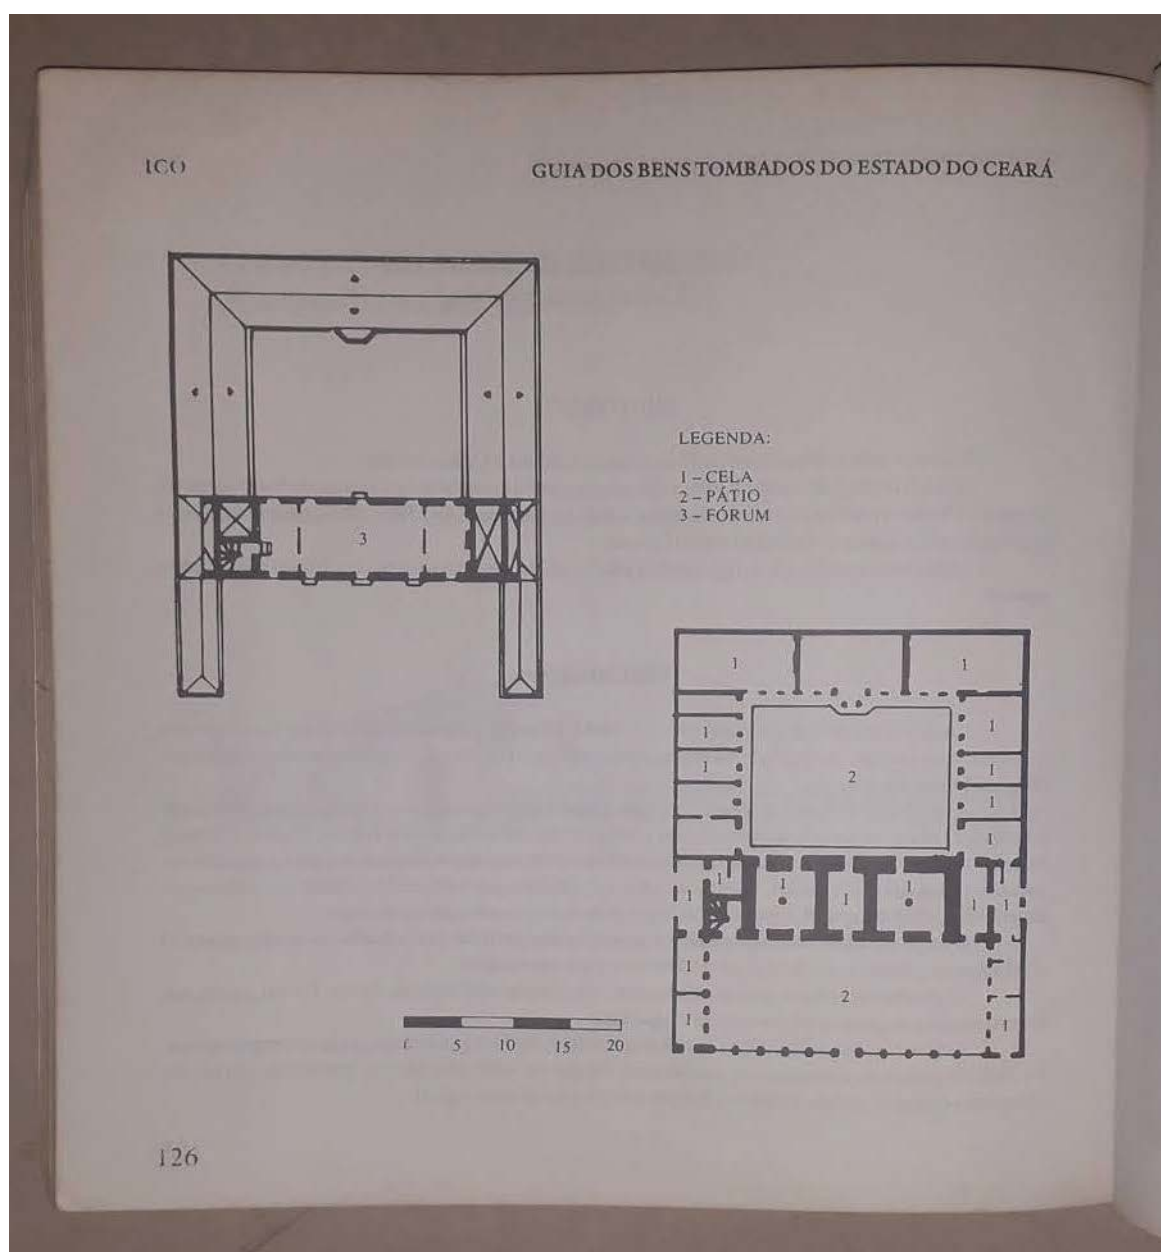 ICO
GUIA DOS BENS TOMBADOS DO ESTADO DO CEARÁ
3
LEGENDA:
1 – CELA
2 – PÁTIO
3 – FÓRUM
1 1
1 1
1 1
2
1
1
1 1 1 1 1 1 1
1
2
1 1
5 10 15 20
126